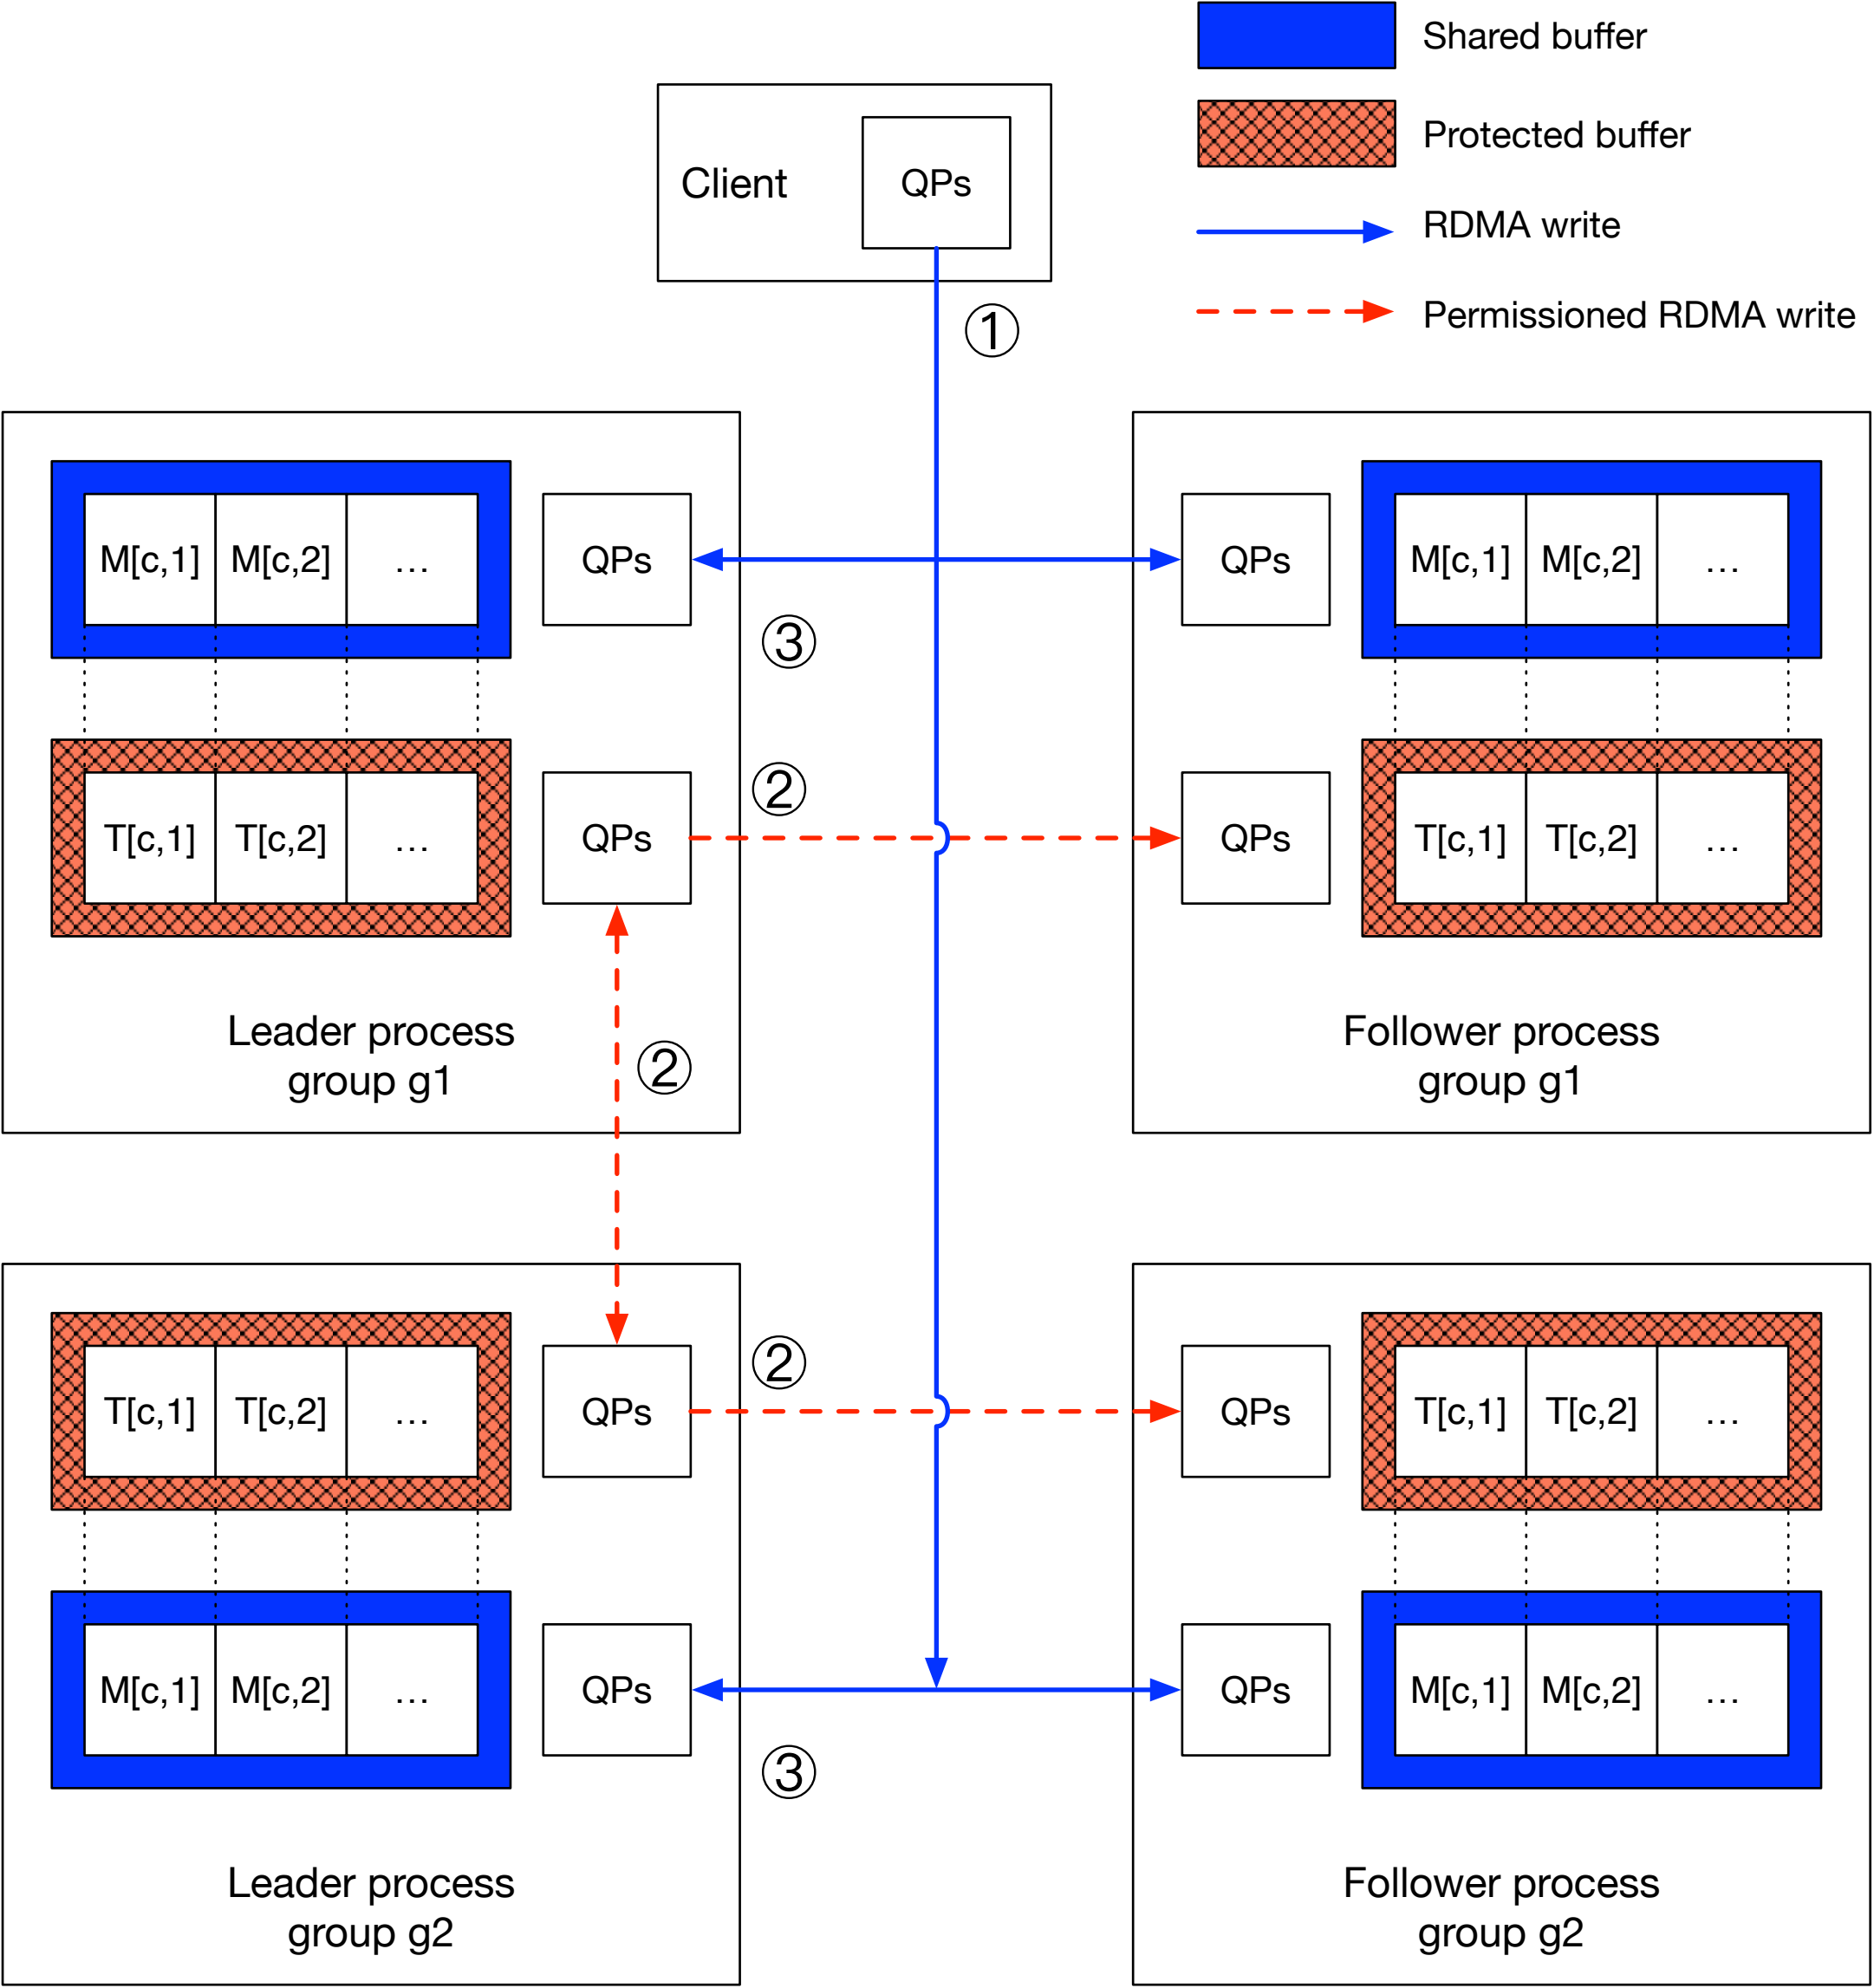 Shared buffer
Protected buffer
RDMA write
Permissioned RDMA write
Client
QPs
①
M[c,1] M[c,2] … QPs
QPs M[c,1] M[c,2] …
③
②
T[c,1] T[c,2] … QPs
QPs T[c,1] T[c,2] …
Leader process
group g1
Follower process
group g1
②
②
T[c,1] T[c,2] … QPs
QPs T[c,1] T[c,2] …
M[c,1] M[c,2] … QPs
QPs M[c,1] M[c,2] …
③
Leader process
group g2
Follower process
group g2